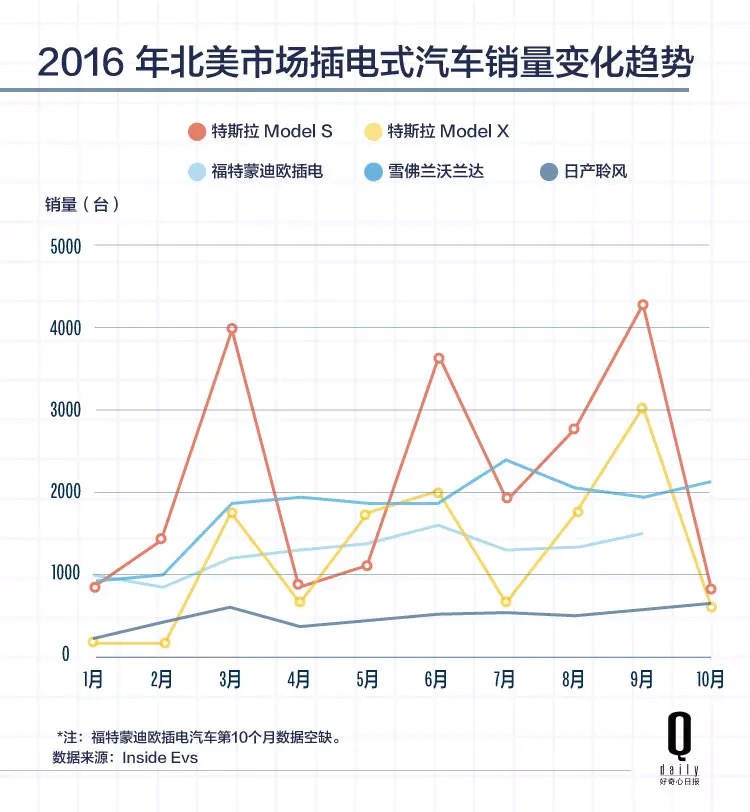 2016 年北美市场插电式汽车销量变化趋势
特斯拉 Model S 特斯拉 Model X
福特蒙迪欧插电 雪佛兰沃兰达 日产聆风
销量（台）
5000
4000
3000
2000
1000
0
1月 2月 3月 4月 5月 6月 7月 8月 9月 10月
*注：福特蒙迪欧插电汽车第10个月数据空缺。
数据来源：Inside Evs
Q
daily
好奇心日报